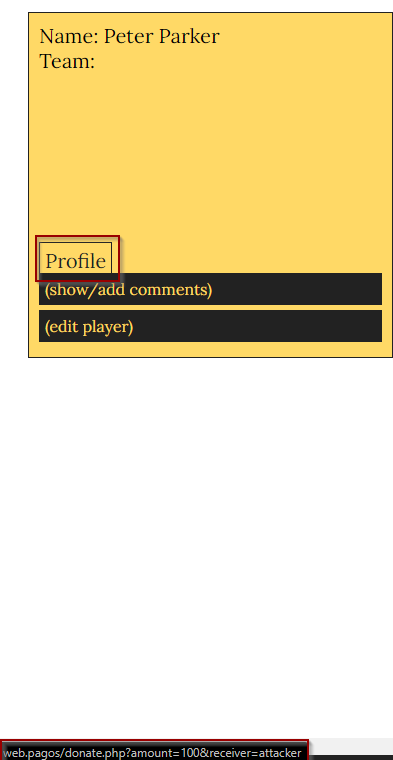 Name: Peter Parker
Team:
Profile
(show/add comments)
(edit player)
web.pagos/donate.php?amount=100&receiver=attacker